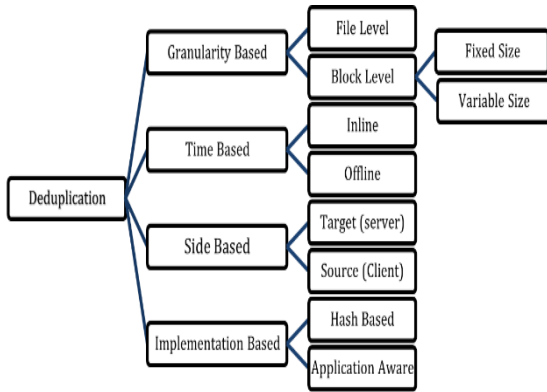 Deduplication
Granularity Based
File Level
Block Level
Fixed Size
Variable Size
Time Based
Inline
Offline
Side Based
Target (server)
Source (Client)
Implementation Based
Hash Based
Application Aware